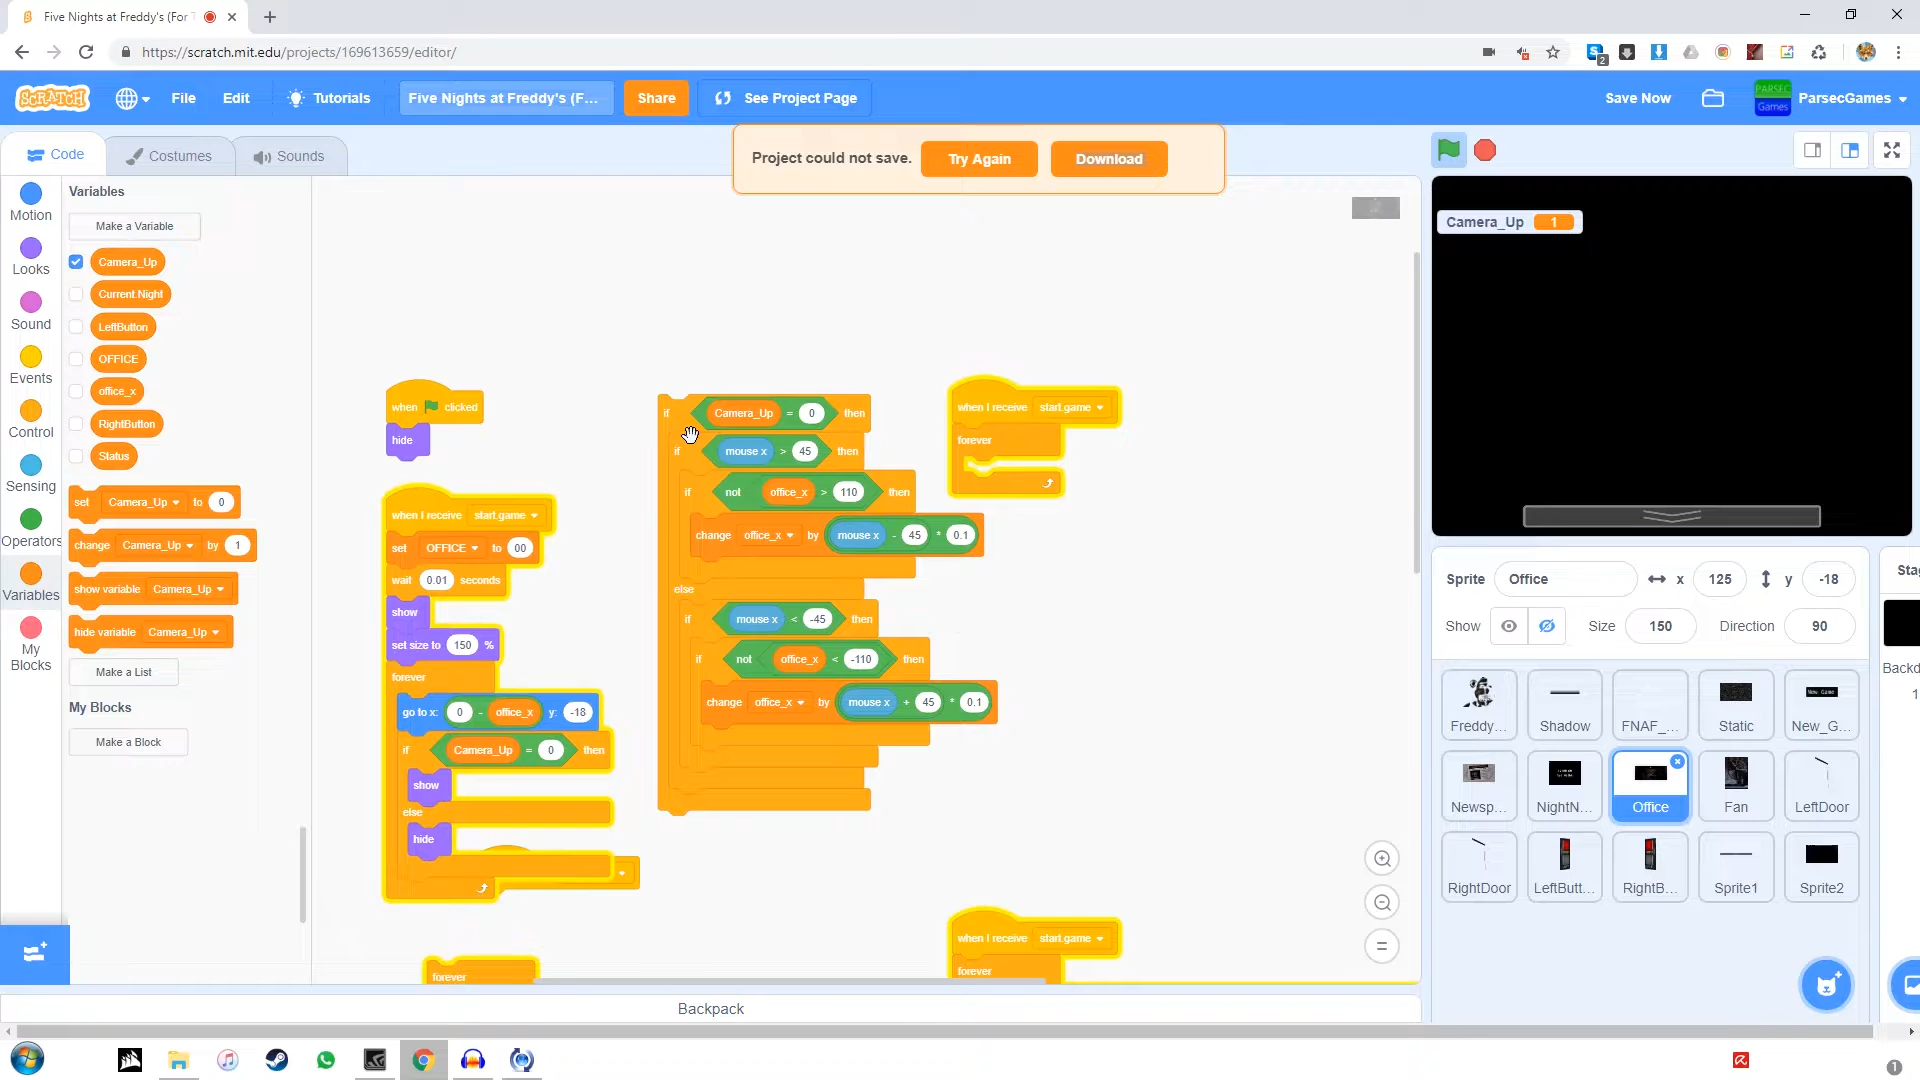 Five Nights at Freddy's (For T
https://scratch.mit.edu/projects/169613659/editor/
2
SCRATCH
File
Edit
Tutorials
Five Nights at Freddy's (F...
Share
See Project Page
Save Now
PARSEC
Games
ParsecGames
Code
Costumes
Sounds
Project could not save.
Try Again
Download
Motion
Looks
Sound
Events
Control
Sensing
Operators
Variables
My
Blocks
Variables
Make a Variable
Camera_Up
Current.Night
LeftButton
OFFICE
office_x
RightButton
Status
set Camera_Up to 0
change Camera_Up by 1
show variable Camera_Up
hide variable Camera_Up
Make a List
My Blocks
Make a Block
when clicked
hide
when I receive start.game
set OFFICE to 00
wait 0.01 seconds
show
set size to 150 %
forever
go to x: 0 - office_x y: -18
if Camera_Up = 0 then
show
else
hide
forever
if Camera_Up = 0 then
if mouse x > 45 then
if not office_x > 110 then
change office_x by mouse x - 45 * 0.1
else
if mouse x < -45 then
if not office_x < -110 then
change office_x by mouse x + 45 * 0.1
when I receive start.game
forever
when I receive start.game
forever
Camera_Up 1
Sprite Office x 125 y -18
Show Size 150 Direction 90
Freddy...
Shadow
FNAF_...
Static
New Game
New_G...
Newsp...
NightN...
Office
Fan
LeftDoor
RightDoor
LeftButt...
RightB...
Sprite1
Sprite2
Stag
Backd
1
Backpack
1